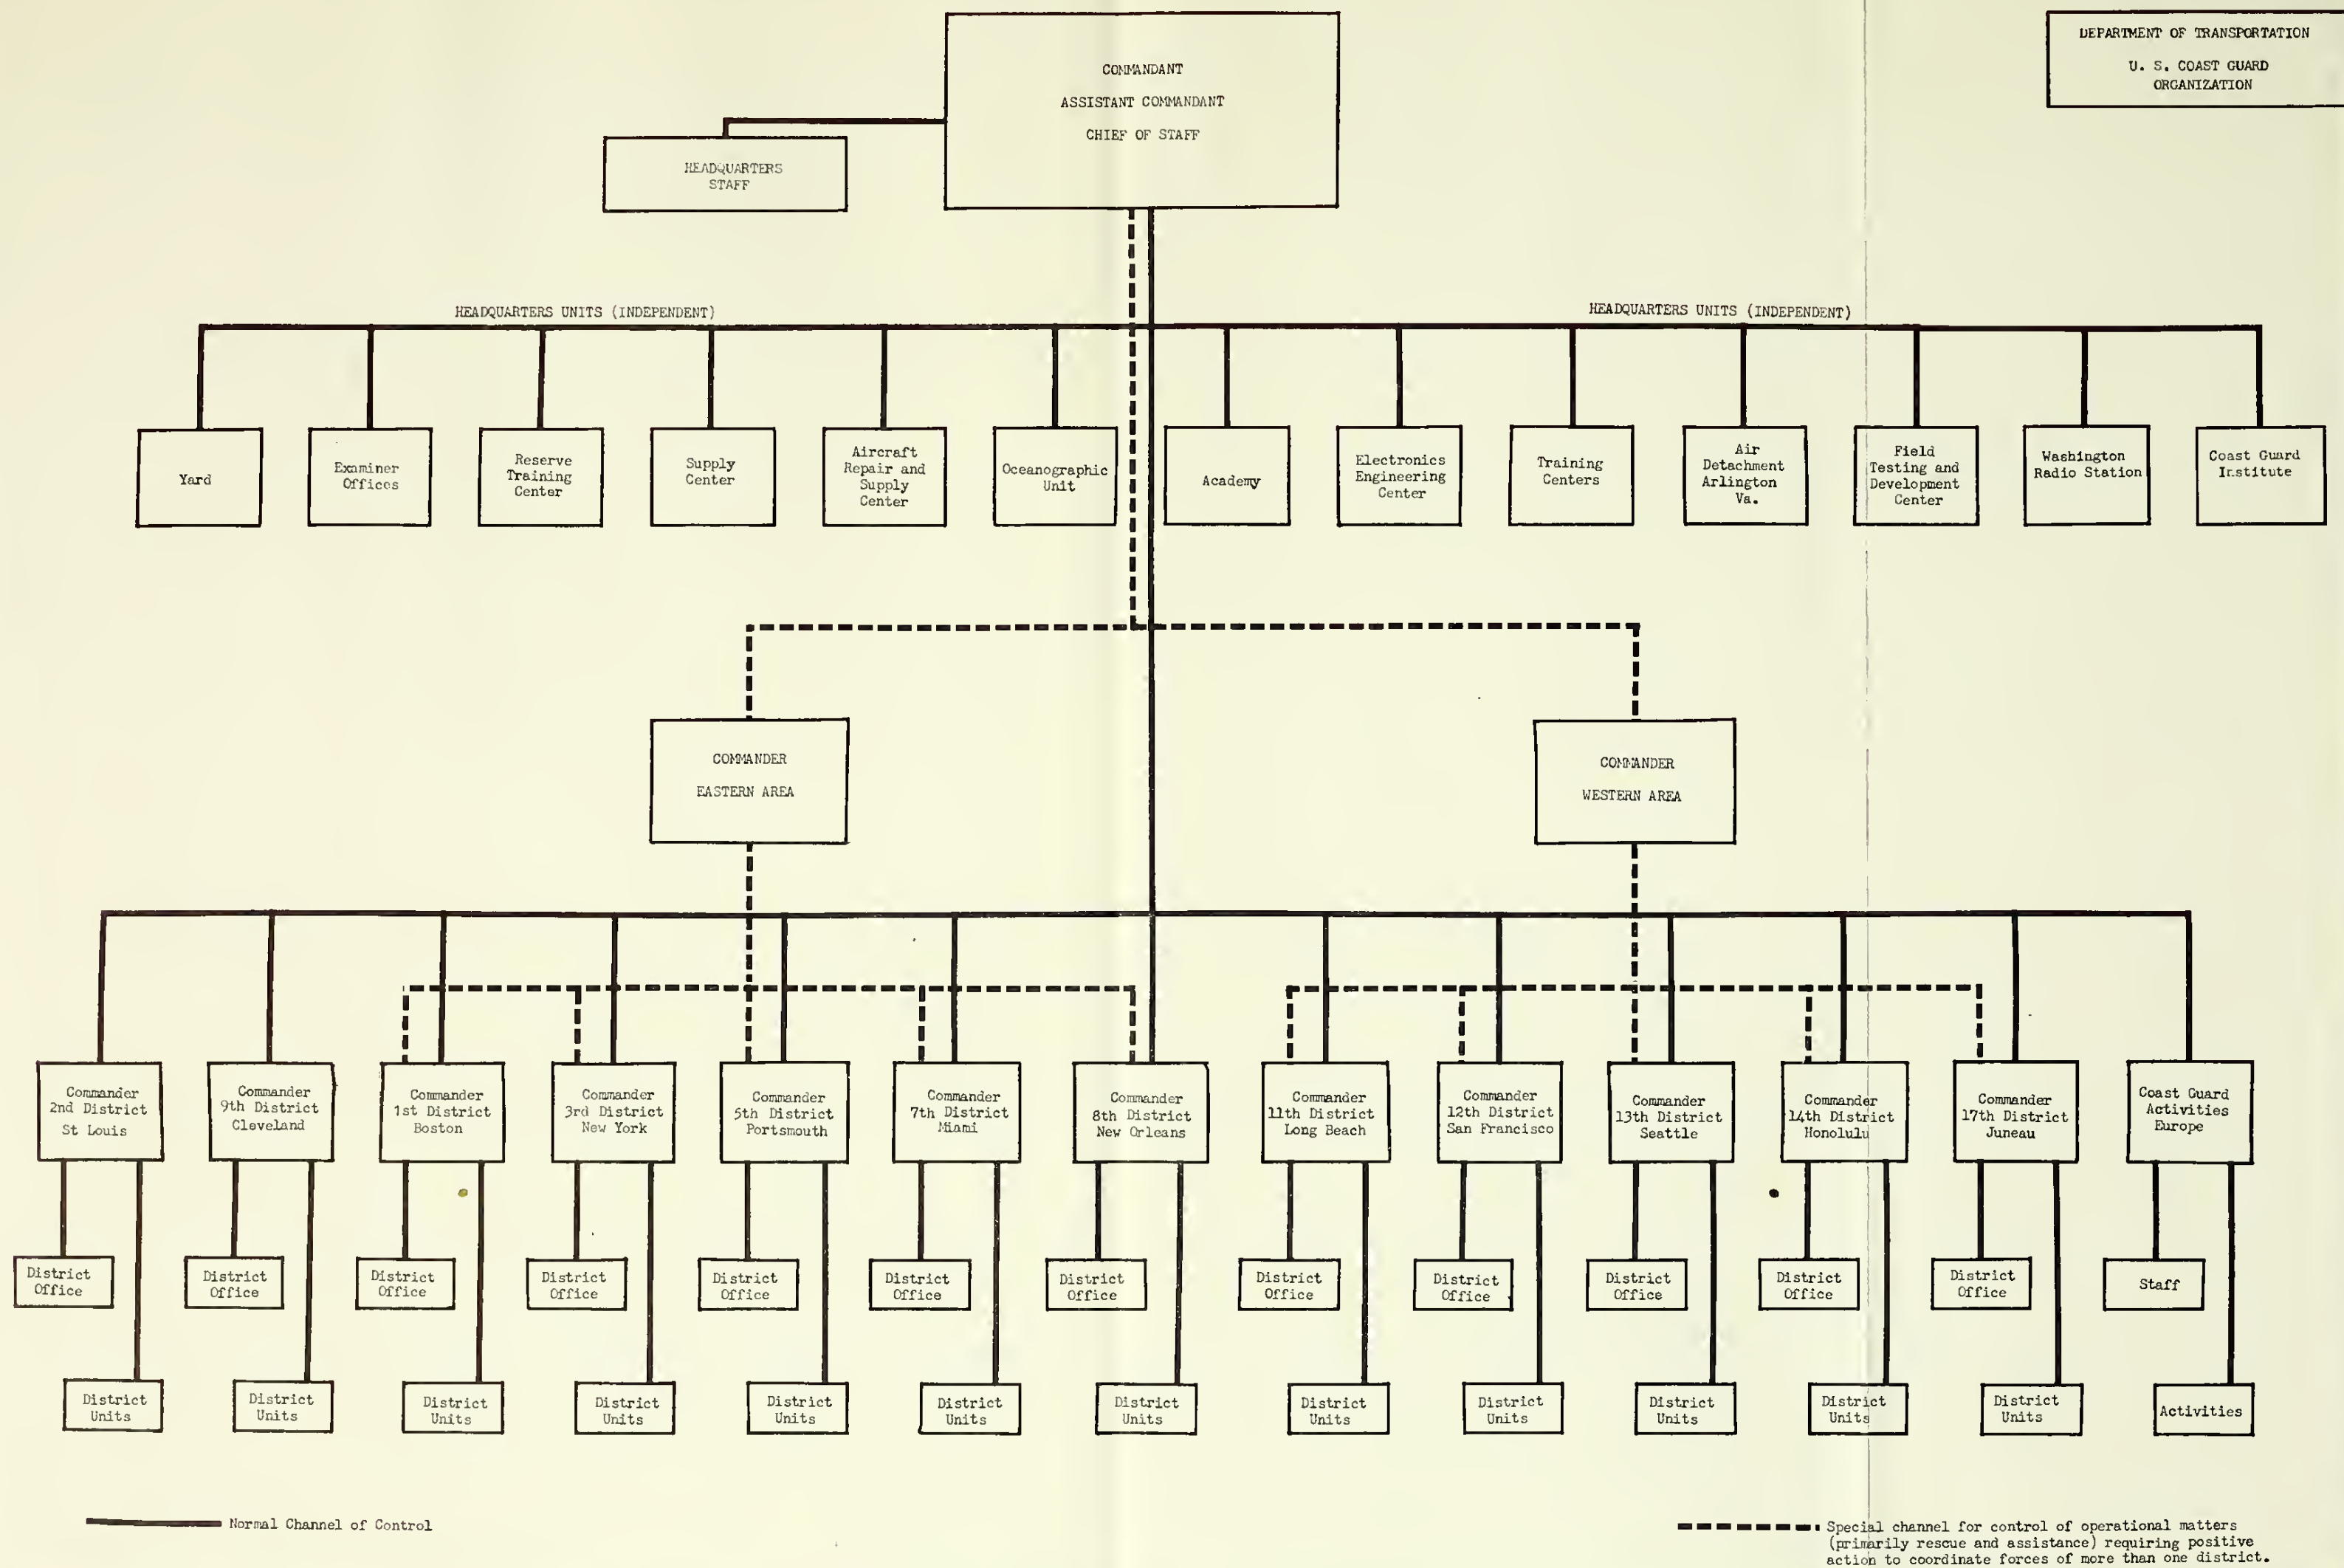 DEPARTMENT OF TRANSPORTATION
U. S. COAST GUARD
ORGANIZATION
COMMANDANT
ASSISTANT COMMANDANT
CHIEF OF STAFF
HEADQUARTERS
STAFF
HEADQUARTERS UNITS (INDEPENDENT)
HEADQUARTERS UNITS (INDEPENDENT)
Yard
Examiner
Offices
Reserve
Training
Center
Supply
Center
Aircraft
Repair and
Supply
Center
Oceanographic
Unit
Academy
Electronics
Engineering
Center
Training
Centers
Air
Detachment
Arlington
Va.
Field
Testing and
Development
Center
Washington
Radio Station
Coast Guard
Institute
COMMANDER
EASTERN AREA
COMMANDER
WESTERN AREA
Commander
2nd District
St Louis
Commander
9th District
Cleveland
Commander
1st District
Boston
Commander
3rd District
New York
Commander
5th District
Portsmouth
Commander
7th District
Miami
Commander
8th District
New Orleans
Commander
11th District
Long Beach
Commander
12th District
San Francisco
Commander
13th District
Seattle
Commander
14th District
Honolulu
Commander
17th District
Juneau
Coast Guard
Activities
Europe
District
Office
District
Office
District
Office
District
Office
District
Office
District
Office
District
Office
District
Office
District
Office
District
Office
District
Office
District
Office
Staff
District
Units
District
Units
District
Units
District
Units
District
Units
District
Units
District
Units
District
Units
District
Units
District
Units
District
Units
District
Units
Activities
Normal Channel of Control
Special channel for control of operational matters
(primarily rescue and assistance) requiring positive
action to coordinate forces of more than one district.